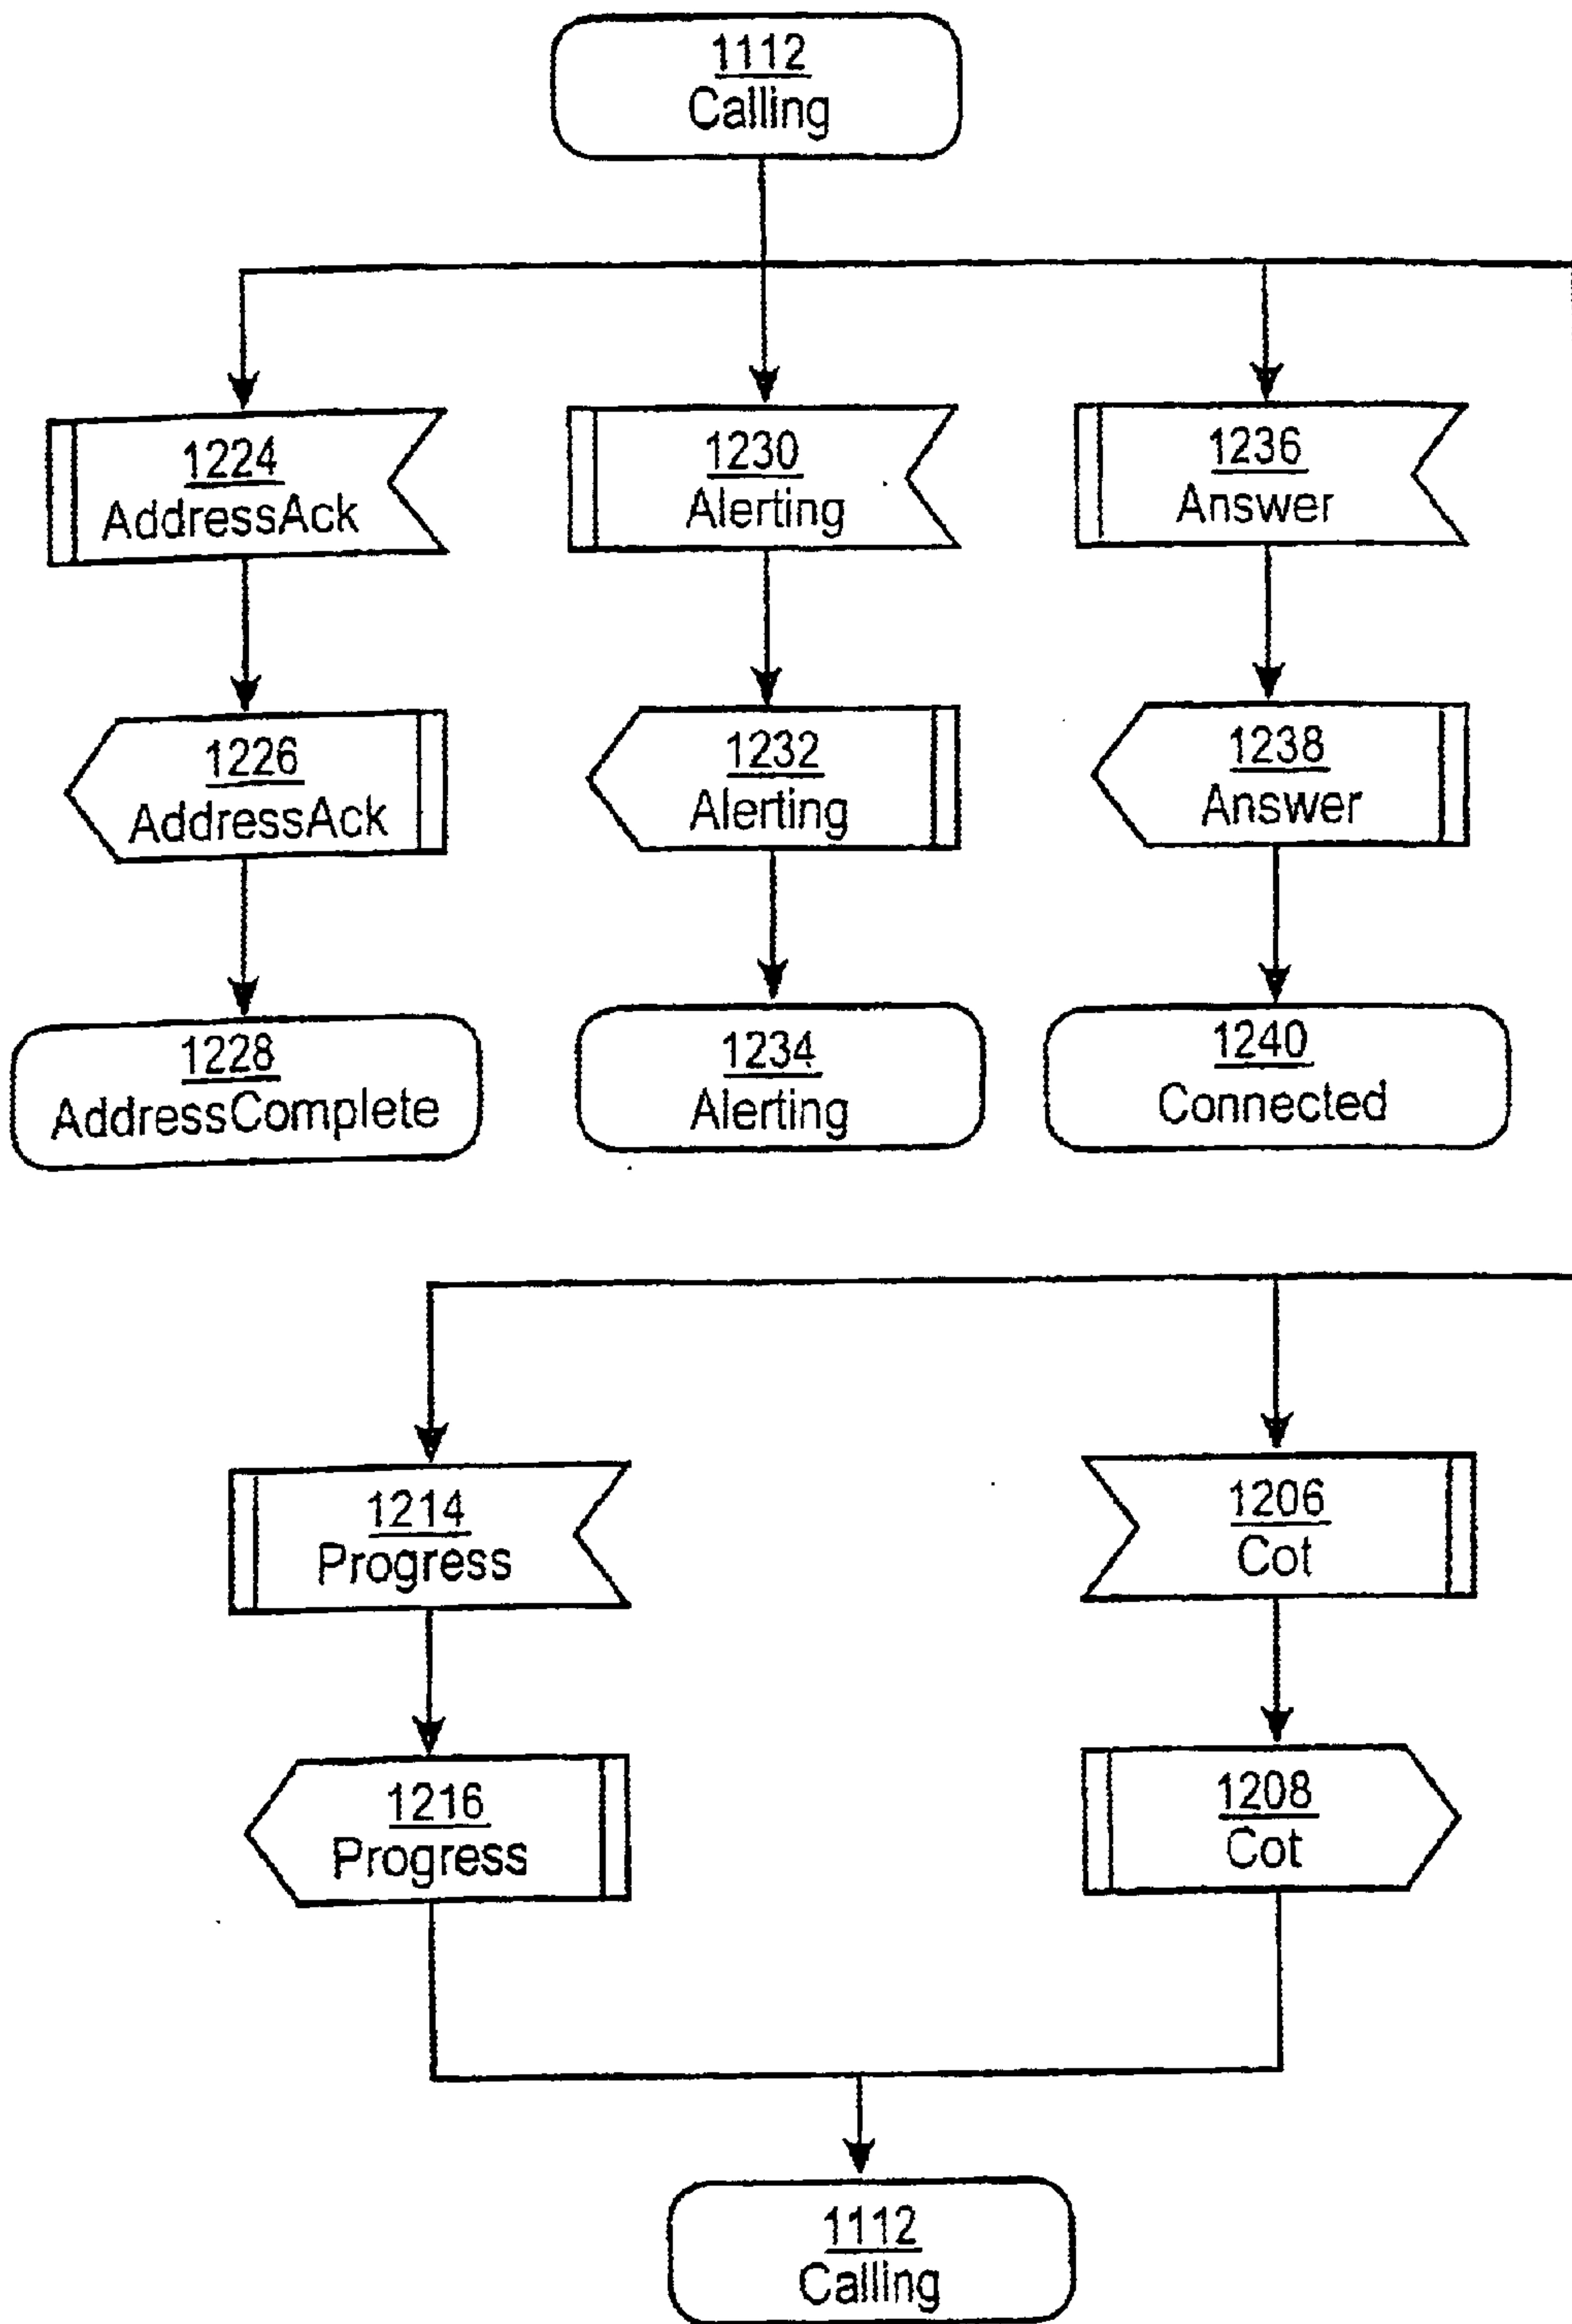 1112
Calling
1224
AddressAck
1230
Alerting
1236
Answer
1226
AddressAck
1232
Alerting
1238
Answer
1228
AddressComplete
1234
Alerting
1240
Connected
1214
Progress
1206
Cot
1216
Progress
1208
Cot
1112
Calling